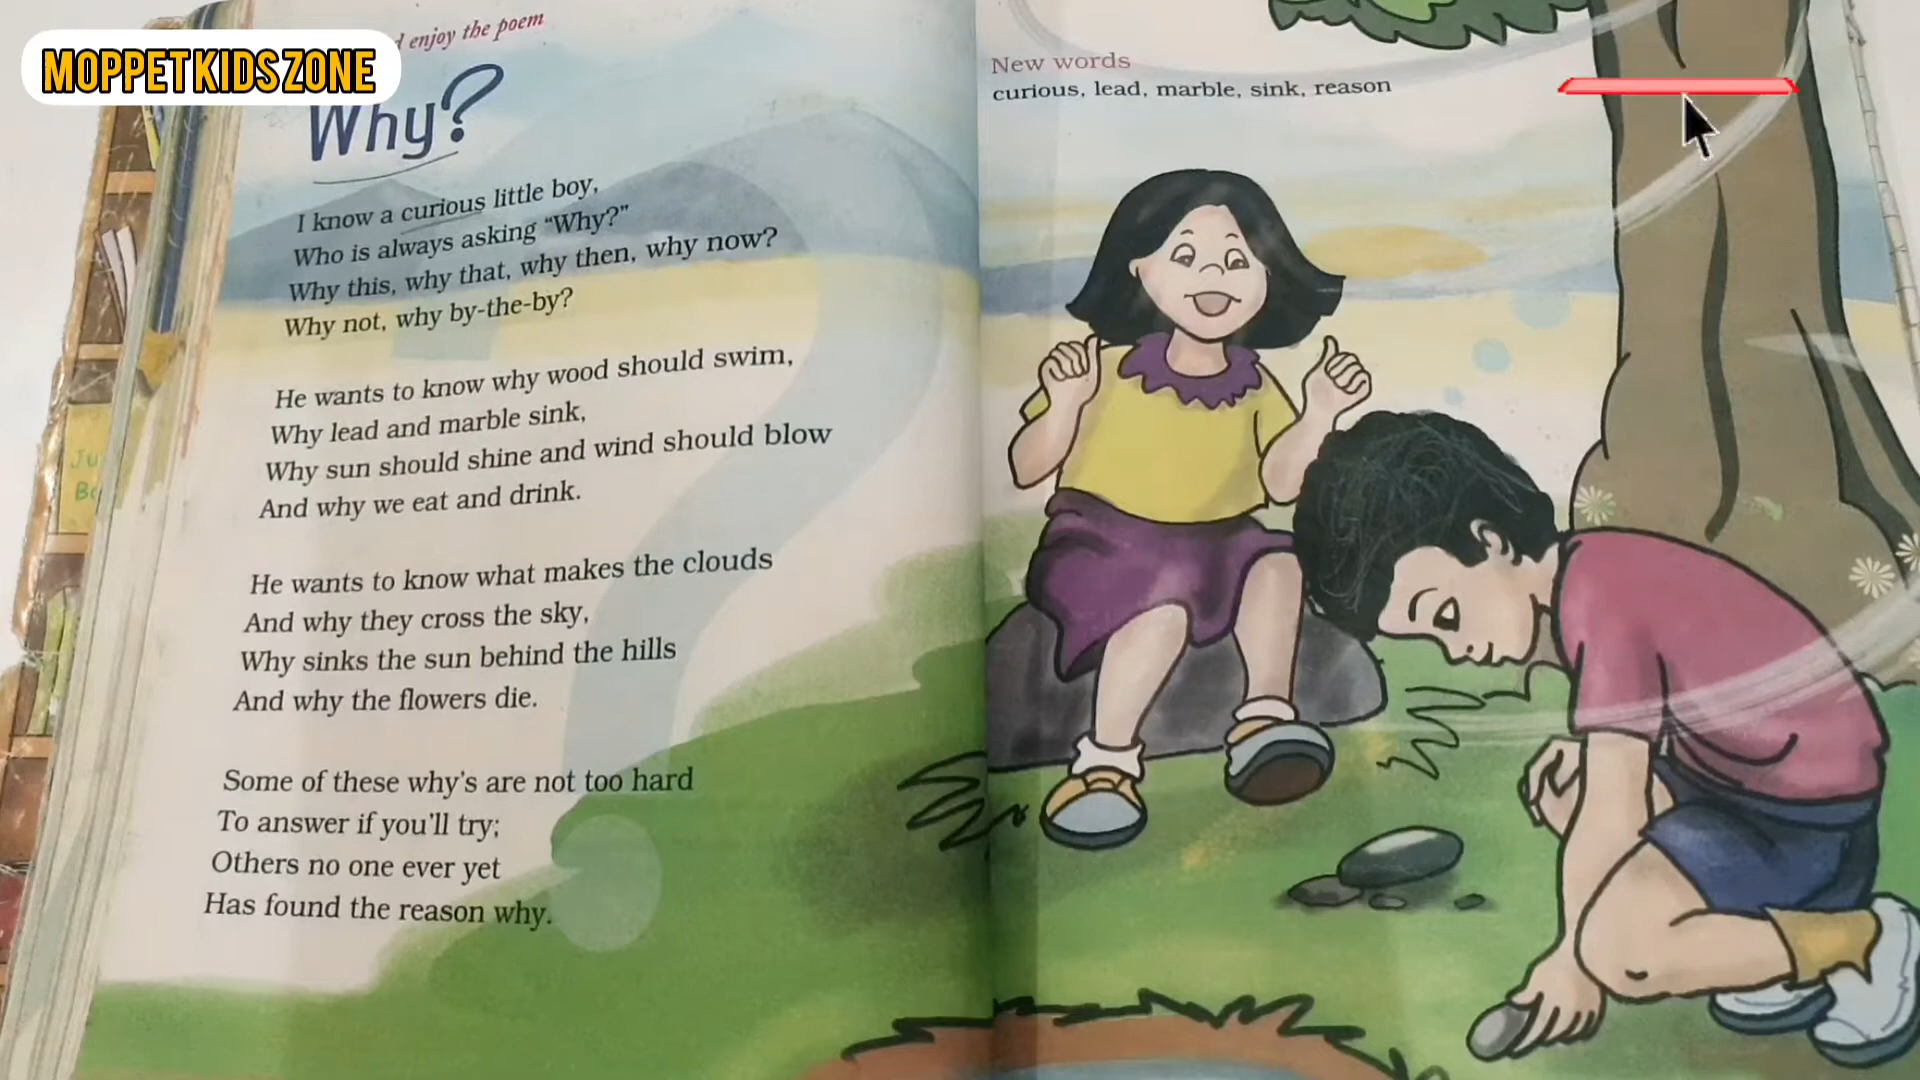 MOPPET KIDS ZONE
enjoy the poem
Why?
I know a curious little boy,
Who is always asking “Why?”
Why this, why that, why then, why now?
Why not, why by-the-by?
He wants to know why wood should swim,
Why lead and marble sink,
Why sun should shine and wind should blow
And why we eat and drink.
He wants to know what makes the clouds
And why they cross the sky,
Why sinks the sun behind the hills
And why the flowers die.
Some of these why’s are not too hard
To answer if you’ll try;
Others no one ever yet
Has found the reason why.
New words
curious, lead, marble, sink, reason